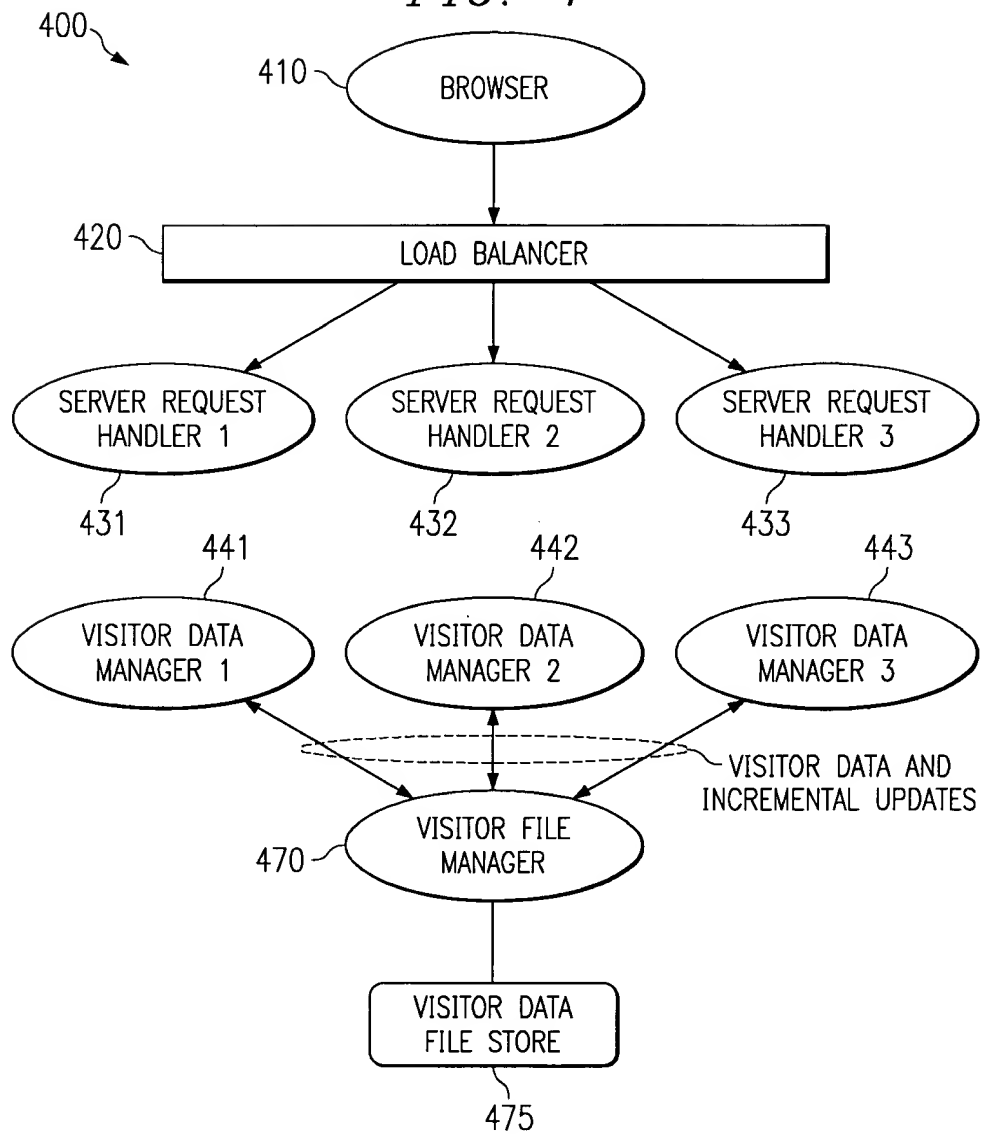 FIG. 4
400
410
BROWSER
420
LOAD BALANCER
SERVER REQUEST
HANDLER 1
SERVER REQUEST
HANDLER 2
SERVER REQUEST
HANDLER 3
431
432
433
441
442
443
VISITOR DATA
MANAGER 1
VISITOR DATA
MANAGER 2
VISITOR DATA
MANAGER 3
VISITOR DATA AND
INCREMENTAL UPDATES
470
VISITOR FILE
MANAGER
VISITOR DATA
FILE STORE
475